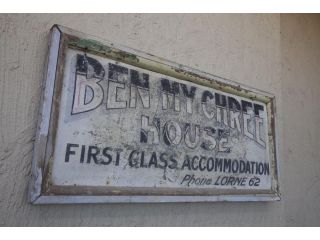 BEN MY CHREE
HOUSE
FIRST CLASS ACCOMMODATION
Phone LORNE 62